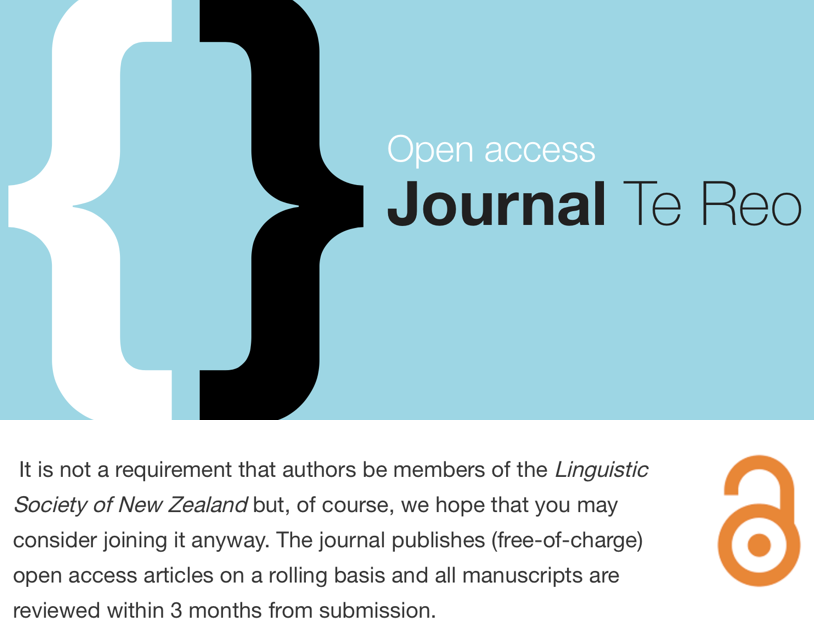 Open access
Journal Te Reo
It is not a requirement that authors be members of the Linguistic
Society of New Zealand but, of course, we hope that you may
consider joining it anyway. The journal publishes (free-of-charge)
open access articles on a rolling basis and all manuscripts are
reviewed within 3 months from submission.